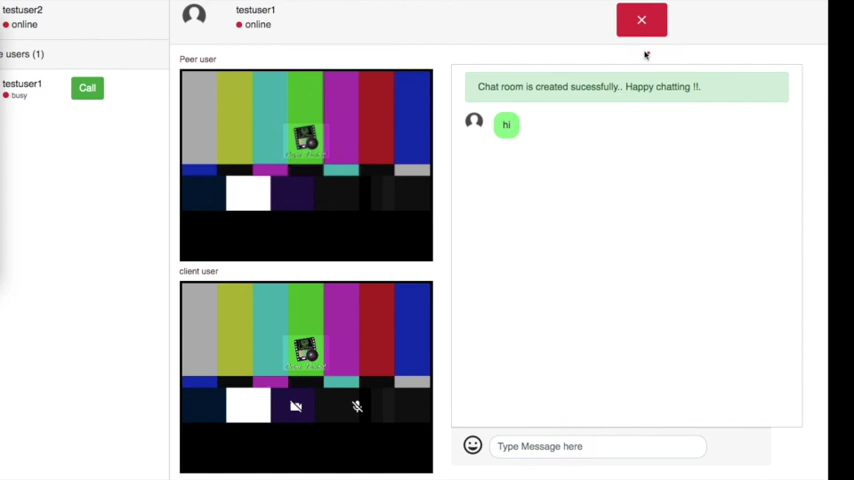 testuser2
online
e users (1)
testuser1
busy
Call
testuser1
online
Peer user
client user
Chat room is created sucessfully.. Happy chatting !!.
hi
Type Message here